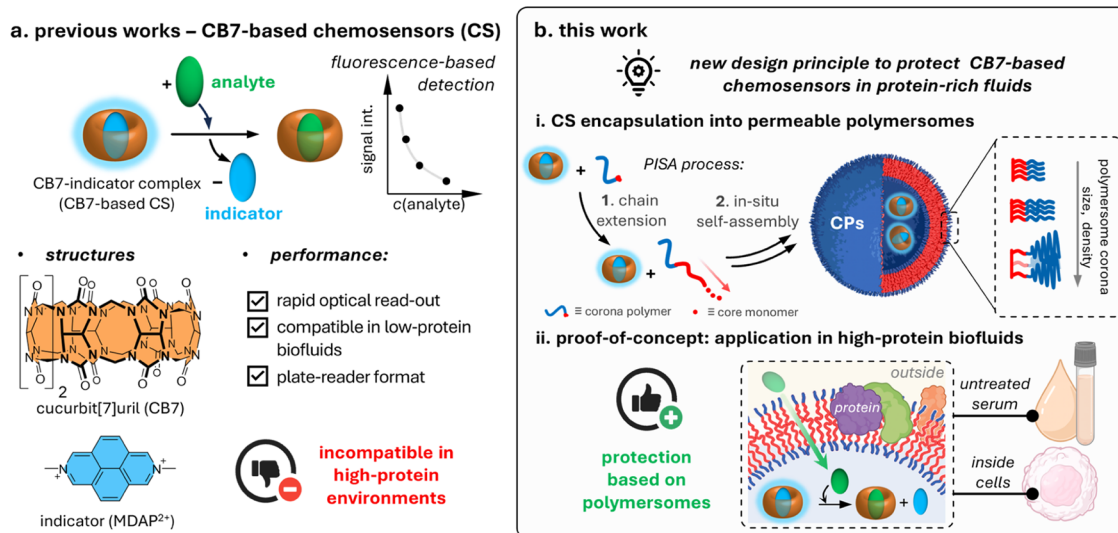 a. previous works – CB7-based chemosensors (CS)
+ analyte
fluorescence-based
detection
signal int.
c(analyte)
CB7-indicator complex
(CB7-based CS)
–
indicator
• structures
O O O O
N N N N N N N N
N N N N N N N N
O O O O
2
cucurbit[7]uril (CB7)
N+
+N
indicator (MDAP2+)
• performance:
rapid optical read-out
compatible in low-protein
biofluids
plate-reader format
incompatible in
high-protein
environments
b. this work
new design principle to protect CB7-based
chemosensors in protein-rich fluids
i. CS encapsulation into permeable polymersomes
+
PISA process:
1. chain
extension
2. in-situ
self-assembly
+
CPs
polymersome corona
size, density
≡ corona polymer
≡ core monomer
ii. proof-of-concept: application in high-protein biofluids
protection
based on
polymersomes
outside
protein
+
untreated
serum
inside
cells